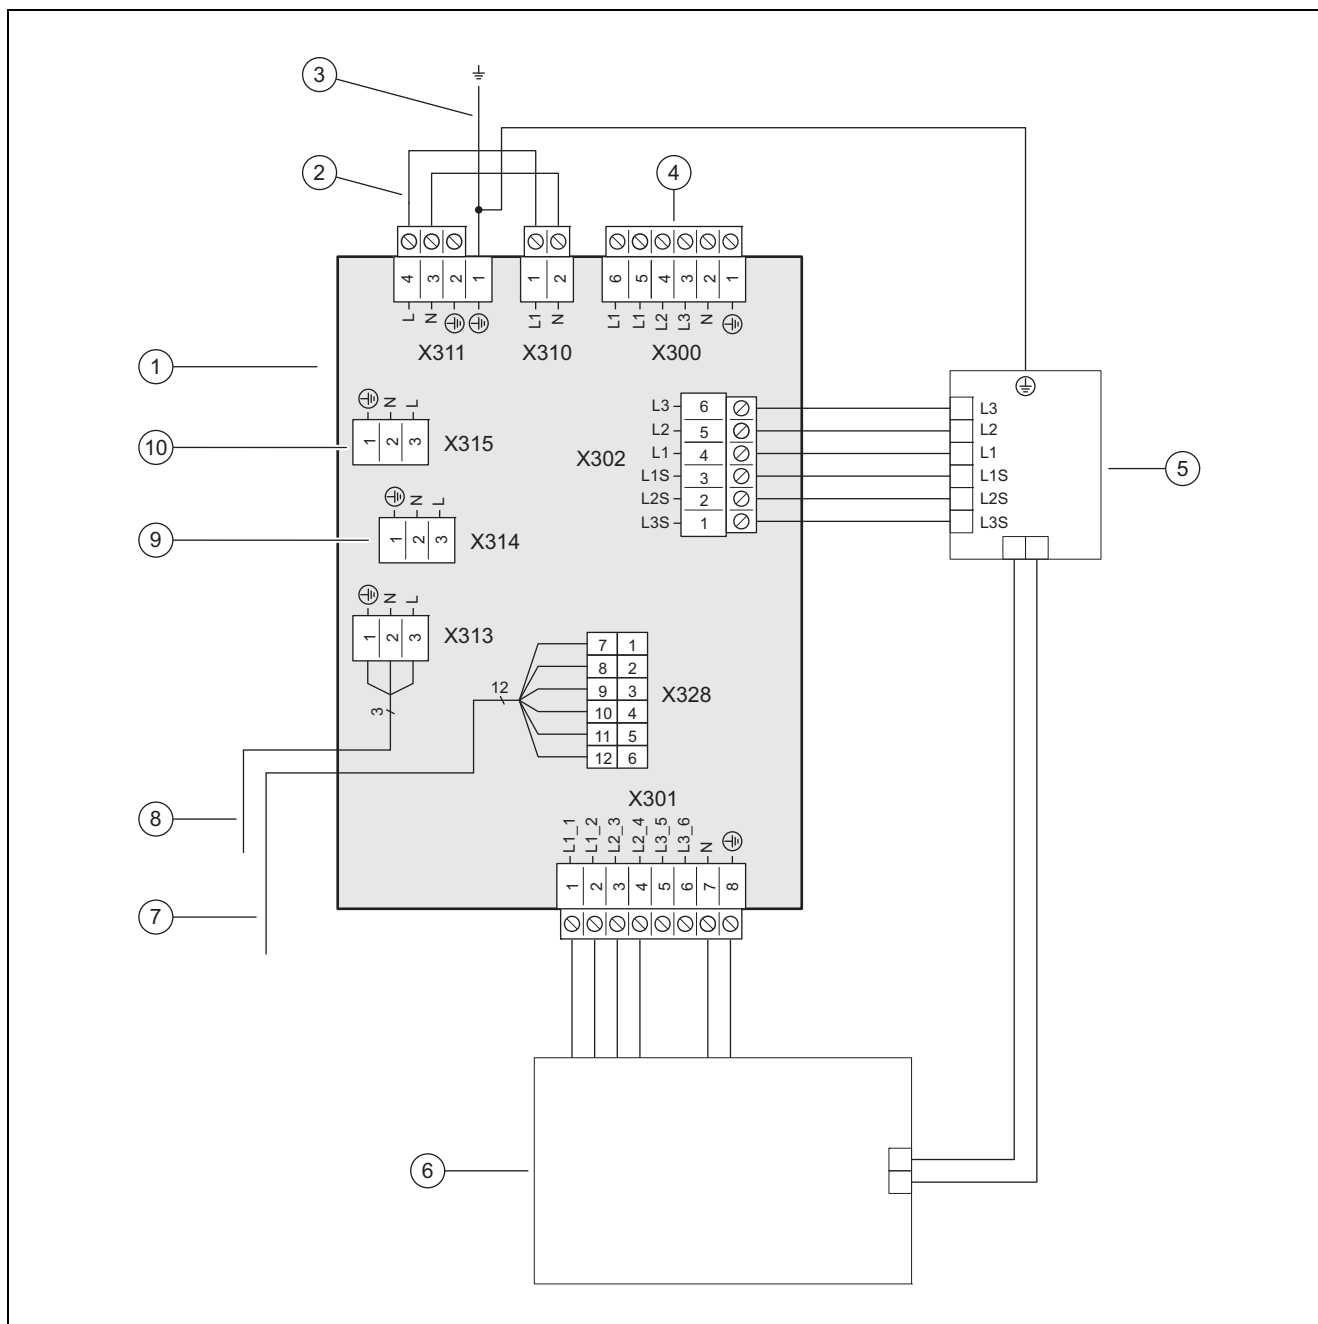 3
2
4
4 3 2 1
1 2
6 5 4 3 2 1
L N
L1 N
L1 L1 L2 L3 N
X311
X310
X300
1
N L
1 2 3
X315
10
X302
L3 6
L2 5
L1 4
L1S 3
L2S 2
L3S 1
L3
L2
L1
L1S
L2S
L3S
5
N L
1 2 3
X314
9
N L
1 2 3
X313
3
8
12
7 1
8 2
9 3
10 4
11 5
12 6
X328
7
X301
L1_1 L1_2 L2_3 L2_4 L3_5 L3_6 N
1 2 3 4 5 6 7 8
6